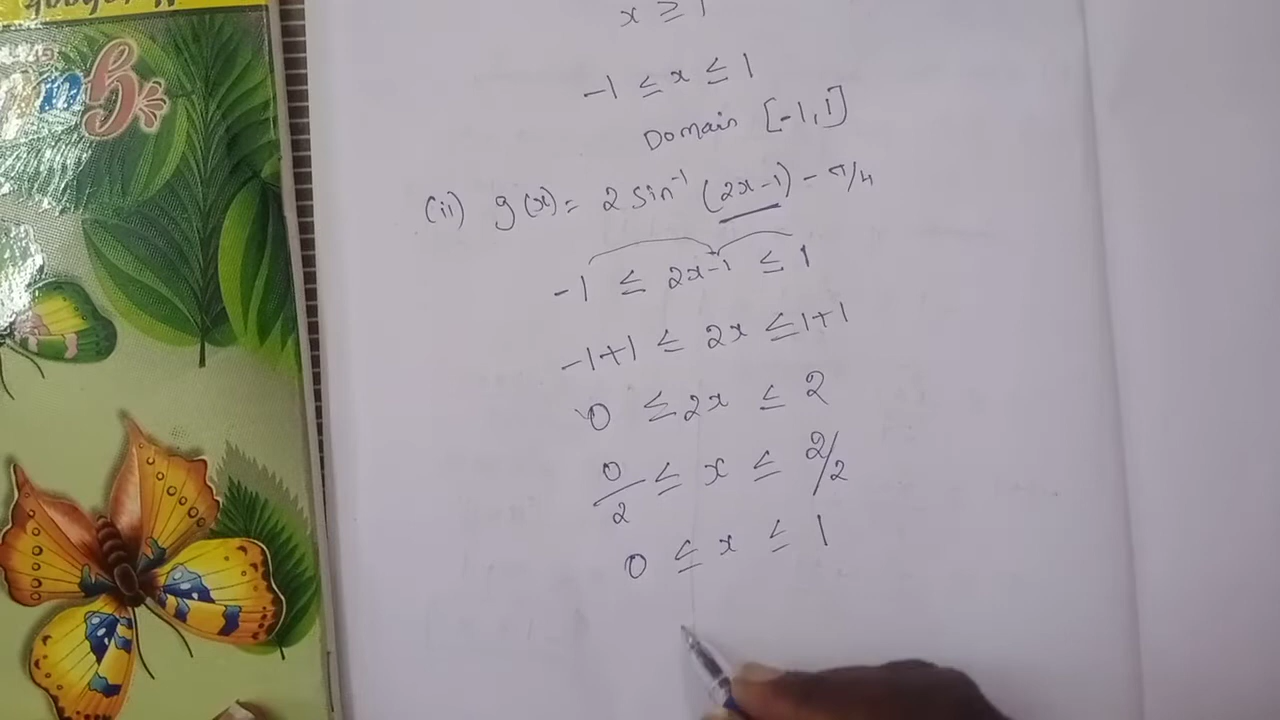 x ≥ 1
-1 ≤ x ≤ 1
Domain [-1, 1]
(ii) g(x) = 2 sin⁻¹ (2x-1) - π/4
-1 ≤ 2x-1 ≤ 1
-1+1 ≤ 2x ≤ 1+1
0 ≤ 2x ≤ 2
0/2 ≤ x ≤ 2/2
0 ≤ x ≤ 1